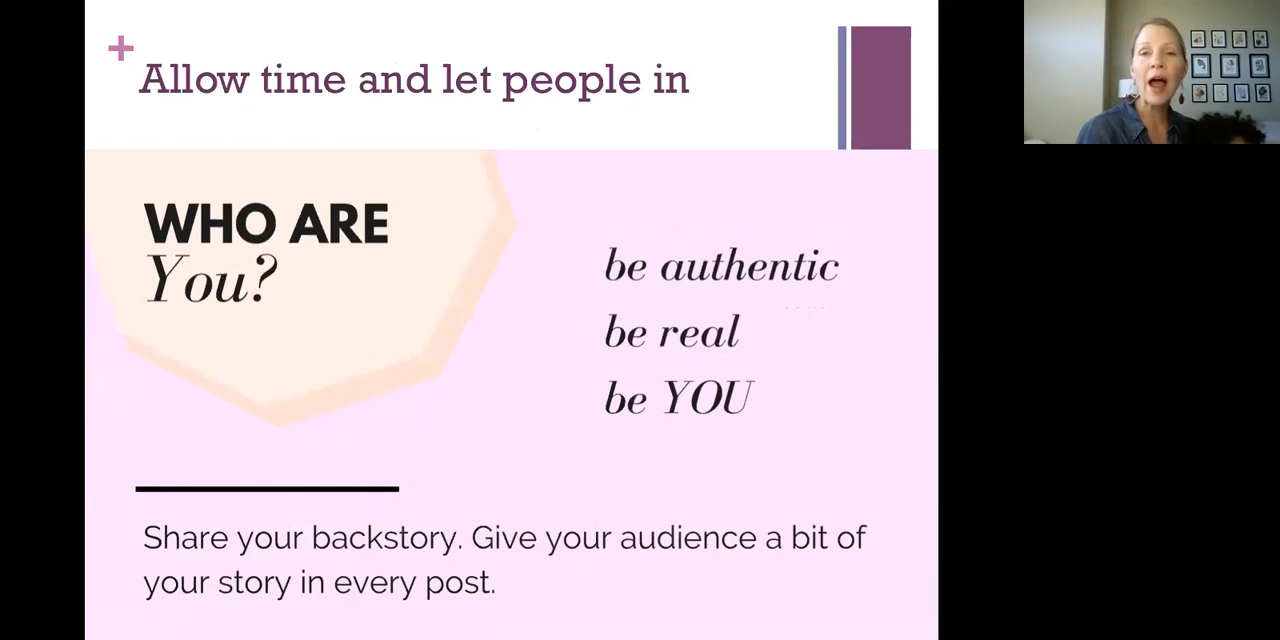 +
Allow time and let people in
WHO ARE
You?
be authentic
be real
be YOU
Share your backstory. Give your audience a bit of
your story in every post.